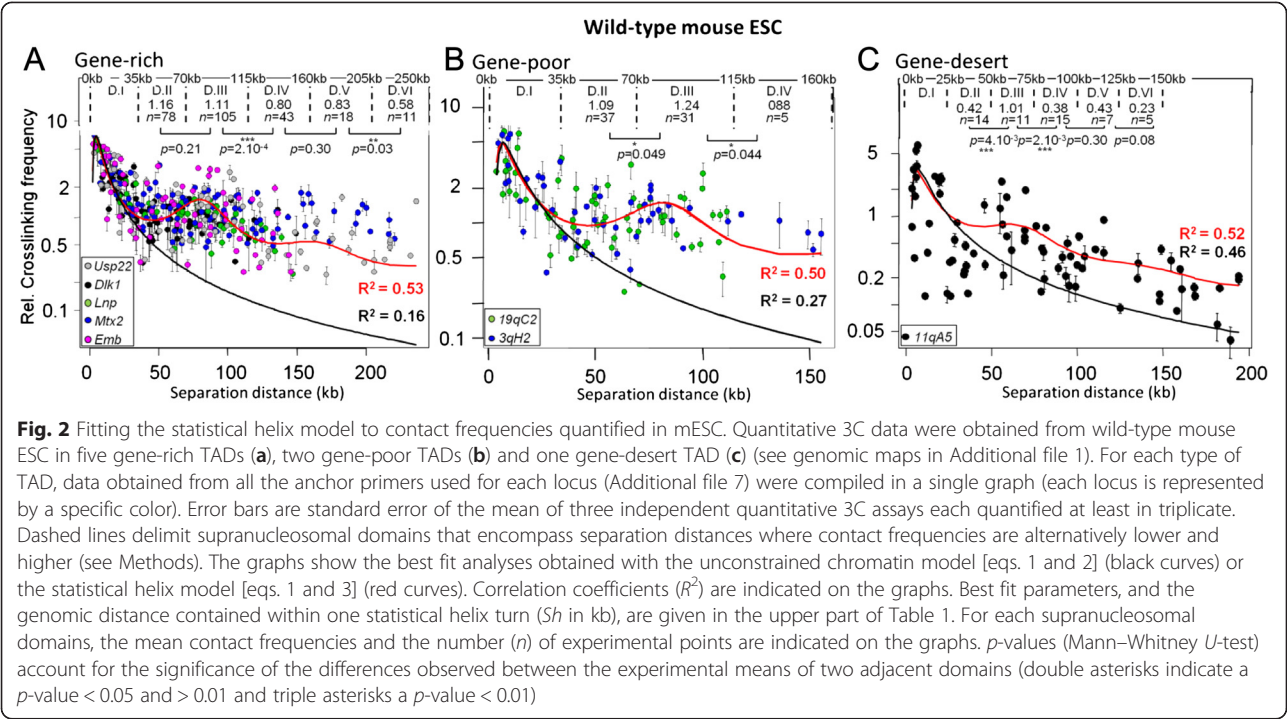 Wild-type mouse ESC
A Gene-rich
0kb 35kb 70kb 115kb 160kb 205kb 250kb
D.I D.II D.III D.IV D.V D.VI
1.16 1.11 0.80 0.83 0.58
n=78 n=105 n=43 n=18 n=11
*** **
p=0.21 p=2.10-4 p=0.30 p=0.03
Rel. Crosslinking frequency
10
2
0.5
0.1
Usp22
Dlk1
Lnp
Mtx2
Emb
R² = 0.53
R² = 0.16
0 50 100 150 200
Separation distance (kb)
B Gene-poor
0kb 35kb 70kb 115kb 160kb
D.I D.II D.III D.IV
1.09 1.24 088
n=37 n=31 n=5
* *
p=0.049 p=0.044
10
2
0.5
0.1
R² = 0.50
R² = 0.27
19qC2
3qH2
0 50 100 150
Separation distance (kb)
C Gene-desert
0kb 25kb 50kb 75kb 100kb 125kb 150kb
D.I D.II D.III D.IV D.V D.VI
0.42 1.01 0.38 0.43 0.23
n=14 n=11 n=15 n=7 n=5
p=4.10-3 p=2.10-3 p=0.30 p=0.08
*** ***
5
1
0.2
0.05
R² = 0.52
R² = 0.46
11qA5
0 50 100 150 200
Separation distance (kb)
Fig. 2 Fitting the statistical helix model to contact frequencies quantified in mESC. Quantitative 3C data were obtained from wild-type mouse
ESC in five gene-rich TADs (a), two gene-poor TADs (b) and one gene-desert TAD (c) (see genomic maps in Additional file 1). For each type of
TAD, data obtained from all the anchor primers used for each locus (Additional file 7) were compiled in a single graph (each locus is represented
by a specific color). Error bars are standard error of the mean of three independent quantitative 3C assays each quantified at least in triplicate.
Dashed lines delimit supranucleosomal domains that encompass separation distances where contact frequencies are alternatively lower and
higher (see Methods). The graphs show the best fit analyses obtained with the unconstrained chromatin model [eqs. 1 and 2] (black curves) or
the statistical helix model [eqs. 1 and 3] (red curves). Correlation coefficients (R²) are indicated on the graphs. Best fit parameters, and the
genomic distance contained within one statistical helix turn (Sh in kb), are given in the upper part of Table 1. For each supranucleosomal
domains, the mean contact frequencies and the number (n) of experimental points are indicated on the graphs. p-values (Mann–Whitney U-test)
account for the significance of the differences observed between the experimental means of two adjacent domains (double asterisks indicate a
p-value < 0.05 and > 0.01 and triple asterisks a p-value < 0.01)